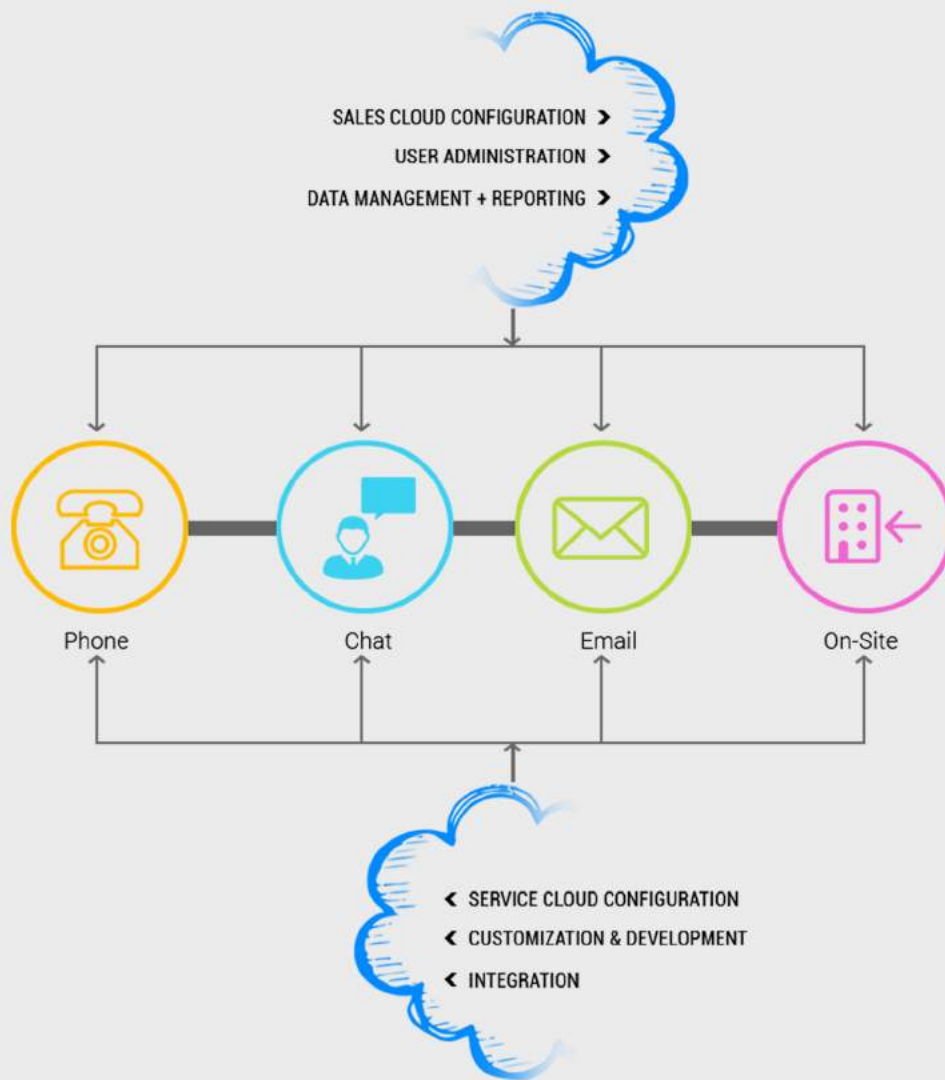 SALES CLOUD CONFIGURATION
USER ADMINISTRATION
DATA MANAGEMENT + REPORTING
Phone Chat Email On-Site
SERVICE CLOUD CONFIGURATION
CUSTOMIZATION & DEVELOPMENT
INTEGRATION